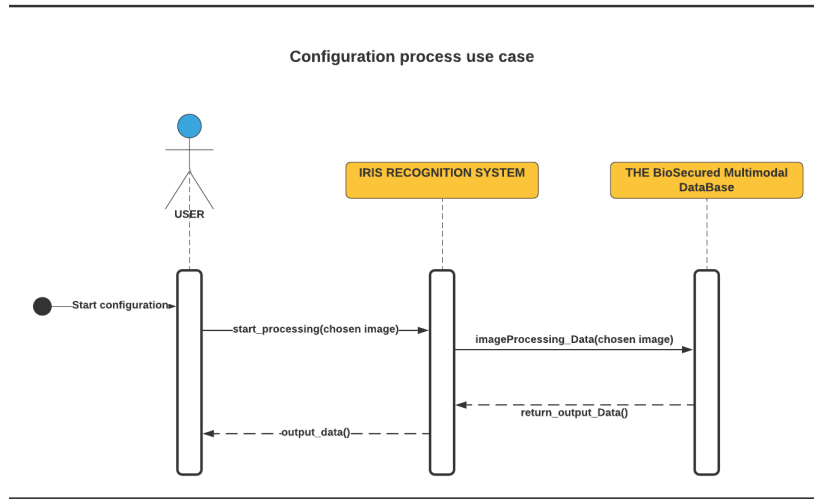 Configuration process use case
USER
IRIS RECOGNITION SYSTEM
THE BioSecured Multimodal
DataBase
Start configuration
start_processing(chosen image)
imageProcessing_Data(chosen image)
return_output_Data()
output_data()